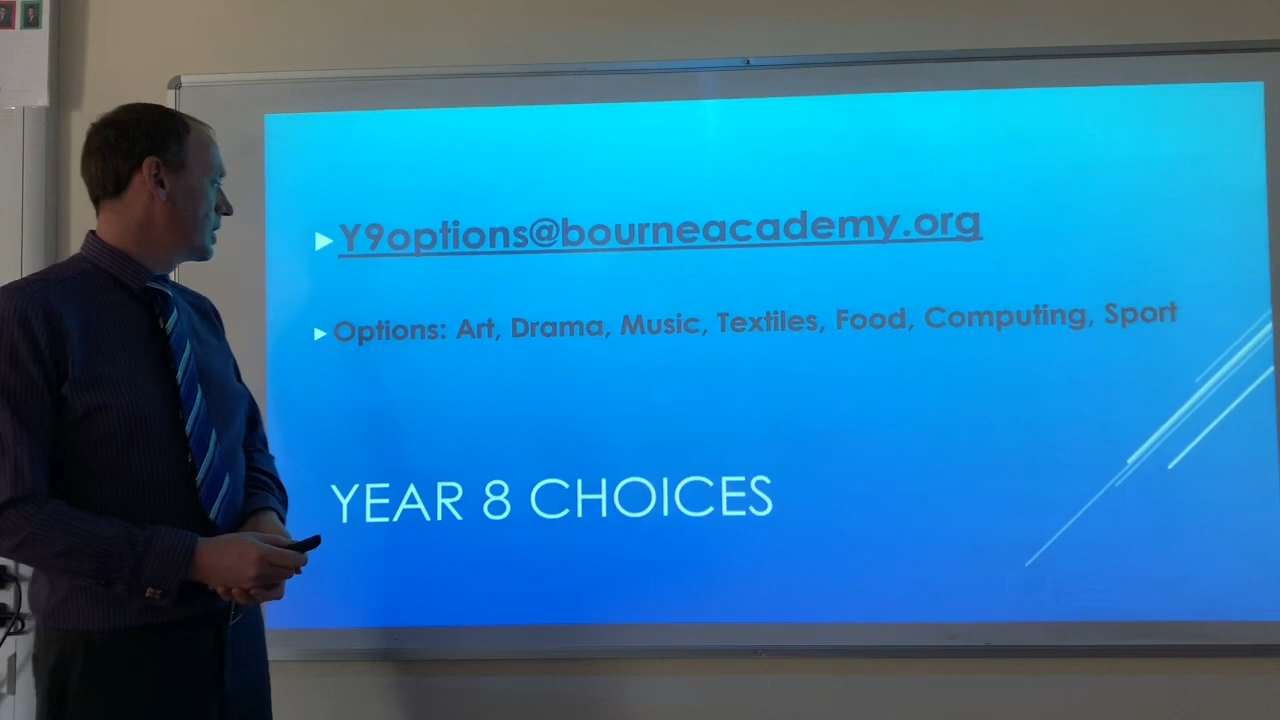 Y9options@bourneacademy.org
Options: Art, Drama, Music, Textiles, Food, Computing, Sport
YEAR 8 CHOICES